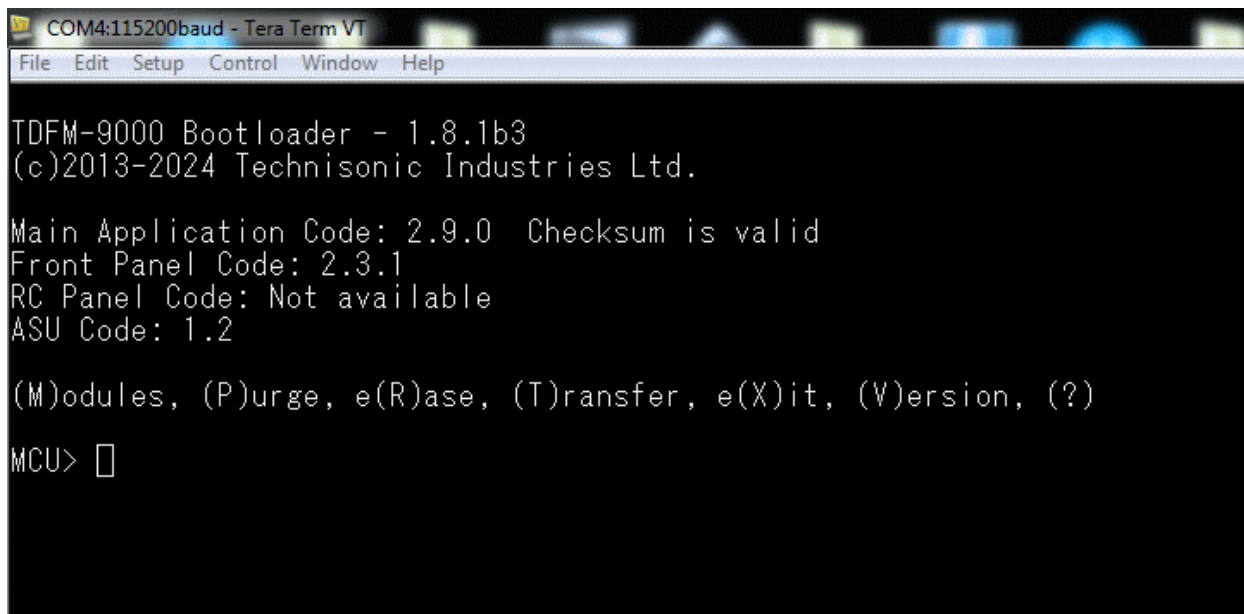 COM4:115200baud - Tera Term VT
File Edit Setup Control Window Help
TDFM-9000 Bootloader - 1.8.1b3
(c)2013-2024 Technisonic Industries Ltd.
Main Application Code: 2.9.0  Checksum is valid
Front Panel Code: 2.3.1
RC Panel Code: Not available
ASU Code: 1.2
(M)odules, (P)urge, e(R)ase, (T)ransfer, e(X)it, (V)ersion, (?)
MCU>